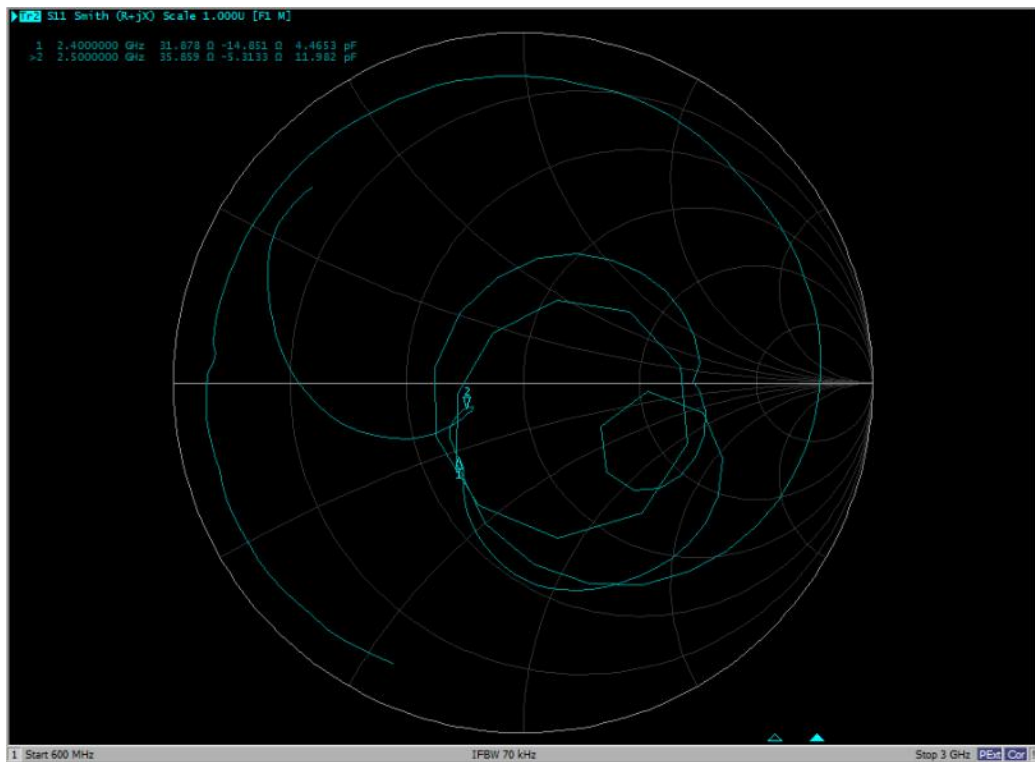 Tr2 S11 Smith (R+jX) Scale 1.000U [F1 M]
1 2.4000000 GHz 31.878 Ω -14.851 Ω 4.4653 pF
>2 2.5000000 GHz 35.859 Ω -5.3133 Ω 11.982 pF
2
1
1 Start 600 MHz IFBW 70 kHz Stop 3 GHz PExt Cor